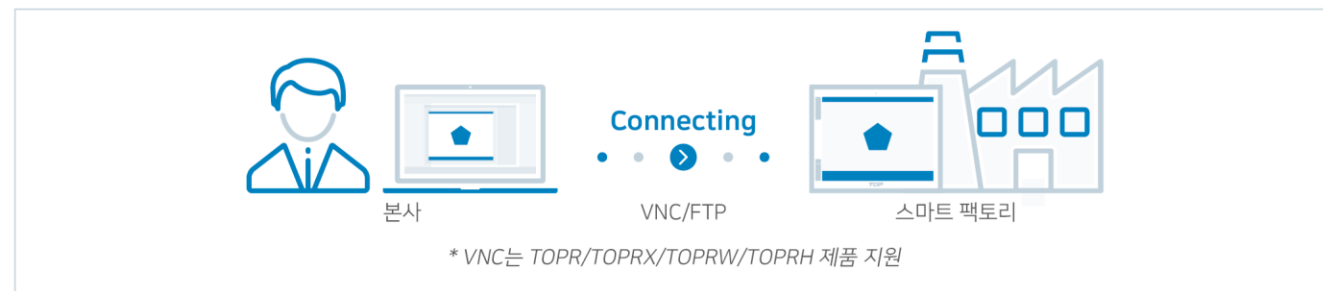 Connecting
TOP
본사
VNC/FTP
스마트 팩토리
* VNC는 TOPR/TOPRX/TOPRW/TOPRH 제품 지원